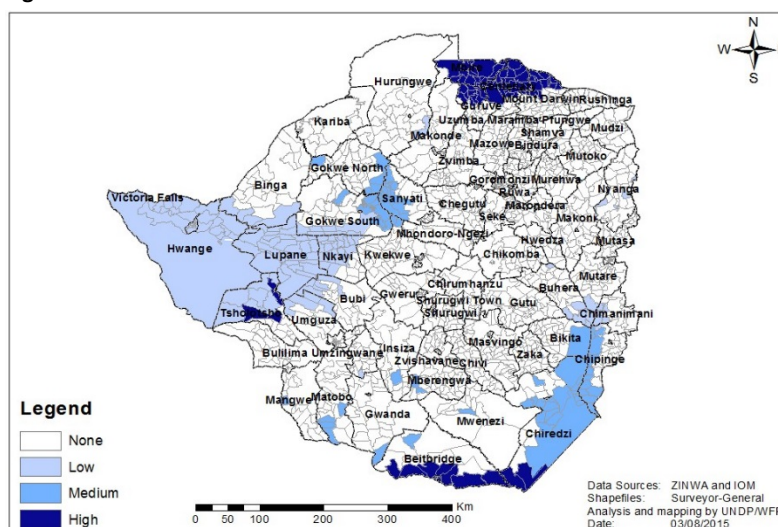 N
W E
S
Hurungwe
Mount Darwin Rushinga
Guruve
Kariba
Uzumba Maramba Pfungwe
Makonde
Shamva
Mudzi
Mazowe Bindura
Zvimba
Mutoko
Gokwe North
Binga
Goromonzi Murehwa
Ruwa
Nyanga
Victoria Falls
Sanyati
Chegutu
Marondera
Seke
Makoni
Gokwe South
Mhondoro-Ngezi
Hwange
Hwedza
Mutasa
Lupane Nkayi Kwekwe
Chikomba
Mutare
Chirumhanzu
Buhera
Bubi
Gweru
Shurugwi Town
Gutu
Chimanimani
Tsholotsho
Umguza
Shurugwi
Bikita
Bulilima Umzingwane
Insiza
Masvingo
Zaka
Chipinge
Zvishavane Chivi
Mberengwa
Mangwe
Matobo
Gwanda
Mwenezi
Chiredzi
Beitbridge
Legend
None
Low
Medium
High
Km
0 50 100 200 300 400
Data Sources: ZINWA and IOM
Shapefiles: Surveyor-General
Analysis and mapping by UNDP/WFP
Date: 03/08/2015